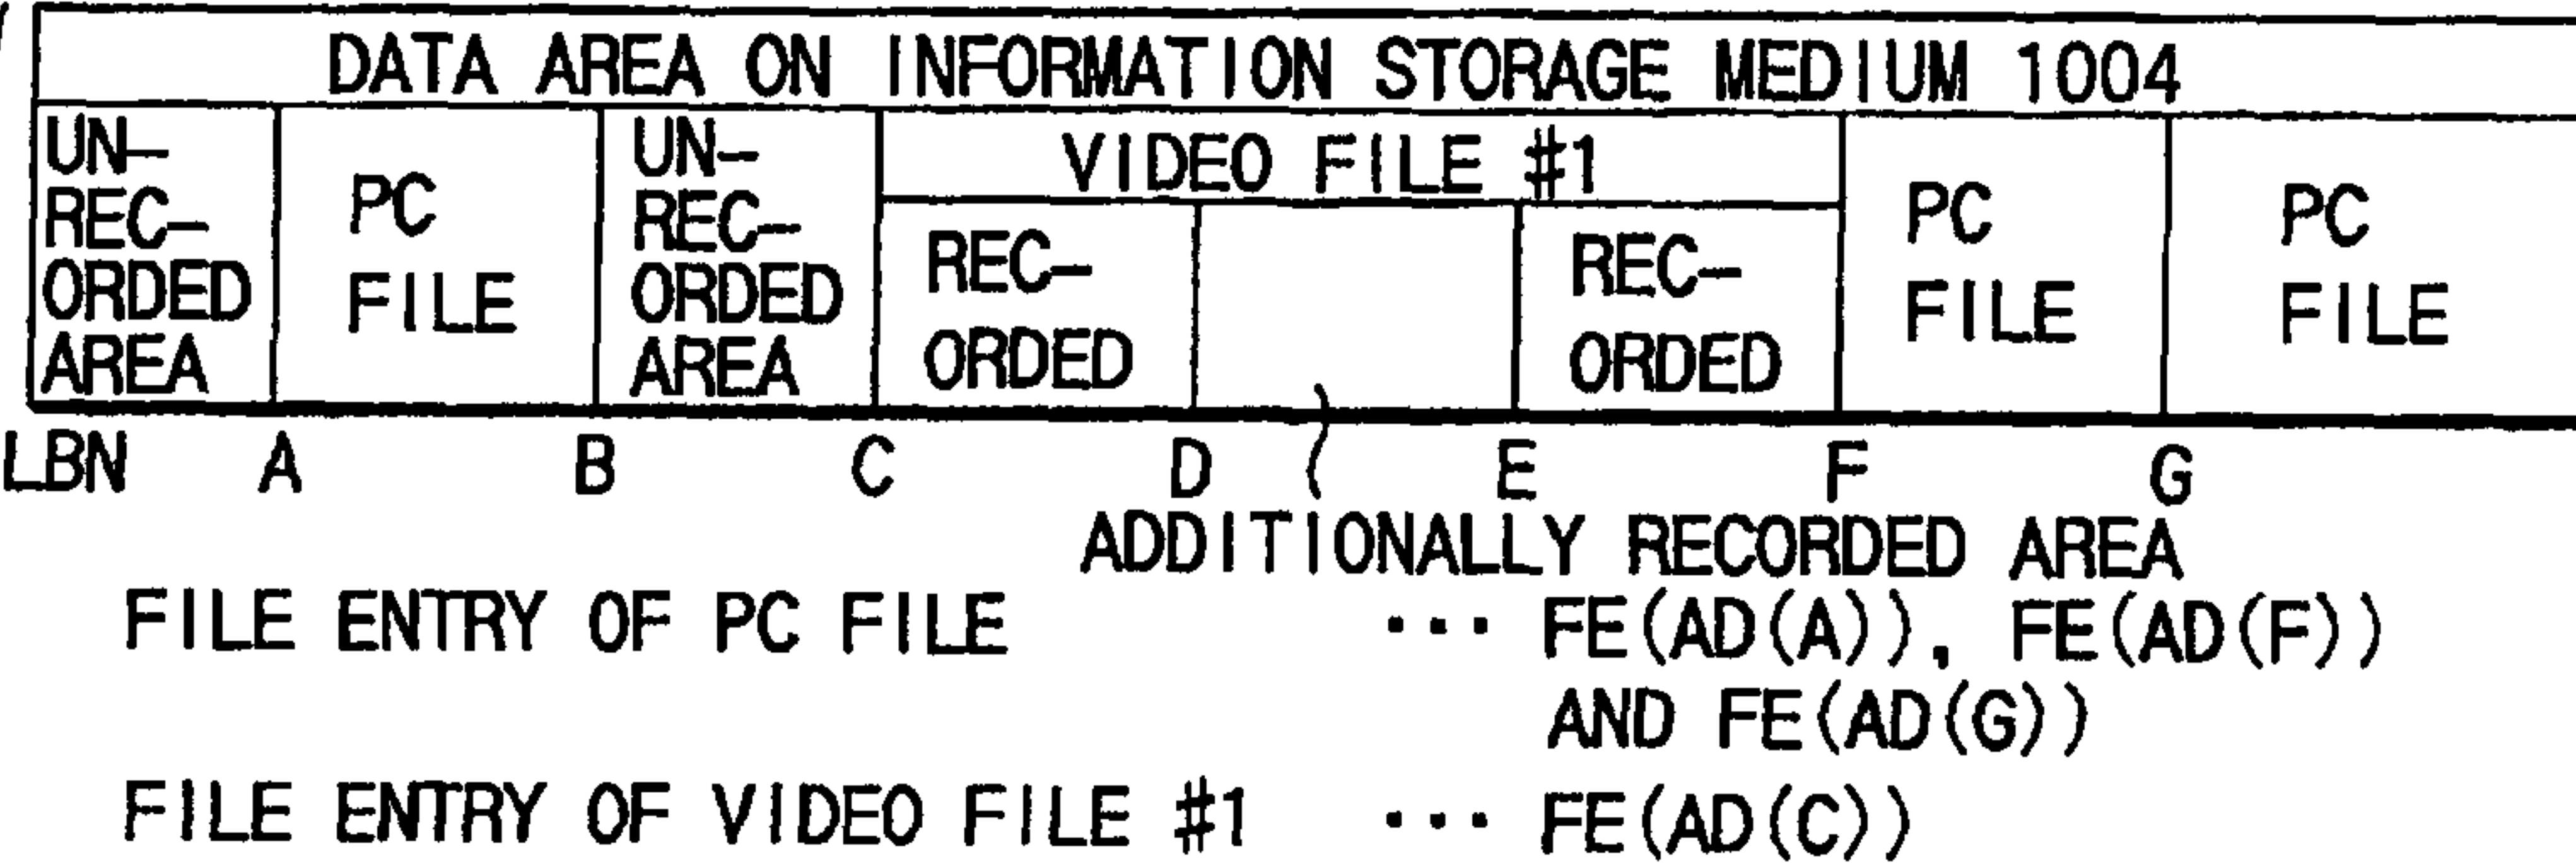 DATA AREA ON INFORMATION STORAGE MEDIUM 1004
UN-
REC-
ORDED
AREA
PC
FILE
UN-
REC-
ORDED
AREA
VIDEO FILE #1
REC-
ORDED
REC-
ORDED
PC
FILE
PC
FILE
LBN A B C D E F G
ADDITIONALLY RECORDED AREA
FILE ENTRY OF PC FILE ··· FE(AD(A)), FE(AD(F))
AND FE(AD(G))
FILE ENTRY OF VIDEO FILE #1 ··· FE(AD(C))